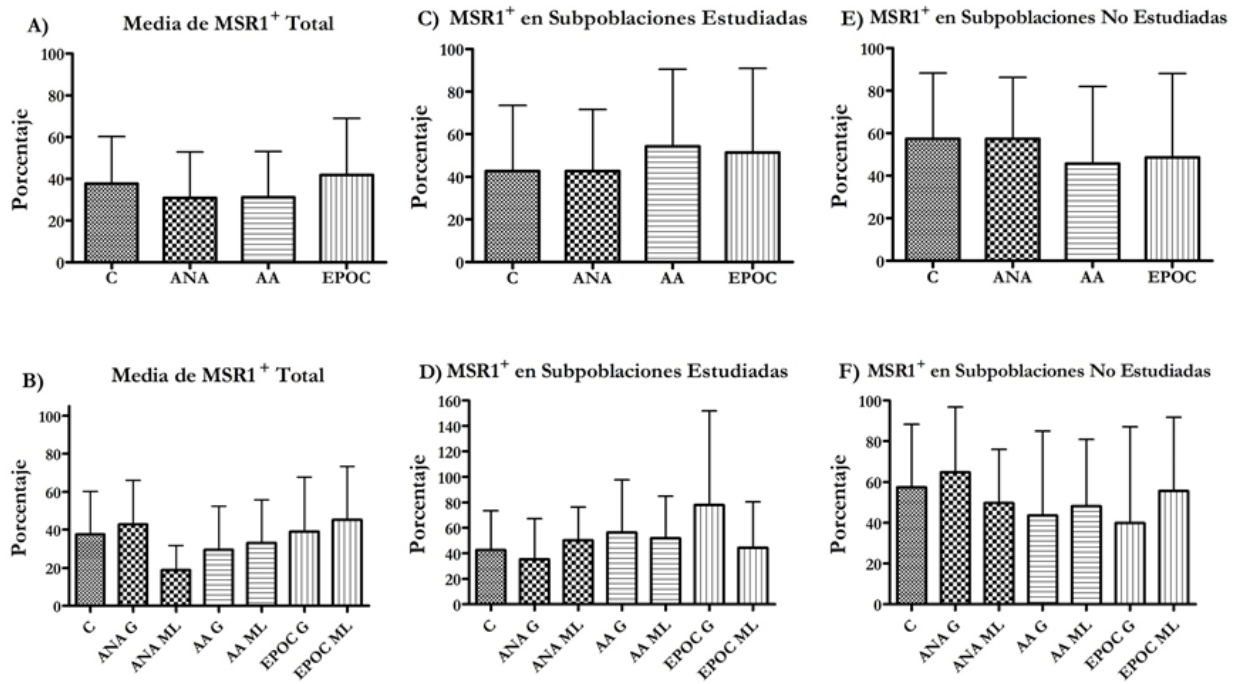 A) Media de MSR1+ Total
Porcentaje
100
80
60
40
20
0
C ANA AA EPOC
C) MSR1+ en Subpoblaciones Estudiadas
Porcentaje
100
80
60
40
20
0
C ANA AA EPOC
E) MSR1+ en Subpoblaciones No Estudiadas
Porcentaje
100
80
60
40
20
0
C ANA AA EPOC
B) Media de MSR1+ Total
Porcentaje
100
80
60
40
20
0
C ANA G ANA ML AA G AA ML EPOC G EPOC ML
D) MSR1+ en Subpoblaciones Estudiadas
Porcentaje
160
140
120
100
80
60
40
20
0
C ANA G ANA ML AA G AA ML EPOC G EPOC ML
F) MSR1+ en Subpoblaciones No Estudiadas
Porcentaje
100
80
60
40
20
0
C ANA G ANA ML AA G AA ML EPOC G EPOC ML